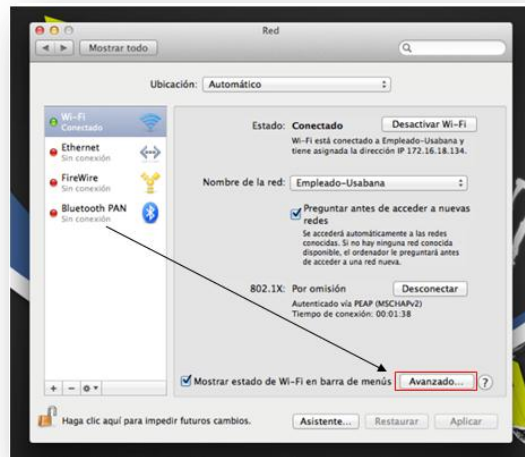 Red
Mostrar todo
Ubicación: Automático
Wi-Fi
Conectado
Ethernet
Sin conexión
FireWire
Sin conexión
Bluetooth PAN
Sin conexión
Estado: Conectado
Desactivar Wi-Fi
Wi-Fi está conectado a Empleado-Usabana y
tiene asignada la dirección IP 172.16.18.134.
Nombre de la red: Empleado-Usabana
Preguntar antes de acceder a nuevas
redes
Se accederá automáticamente a las redes
conocidas. Si no hay ninguna red conocida
disponible, el ordenador le preguntará antes
de acceder a una red nueva.
802.1X: Por omisión
Desconectar
Autenticado vía PEAP (MSCHAPv2)
Tiempo de conexión: 00:01:38
Mostrar estado de Wi-Fi en barra de menús
Avanzado...
?
Haga clic aquí para impedir futuros cambios.
Asistente...
Restaurar
Aplicar